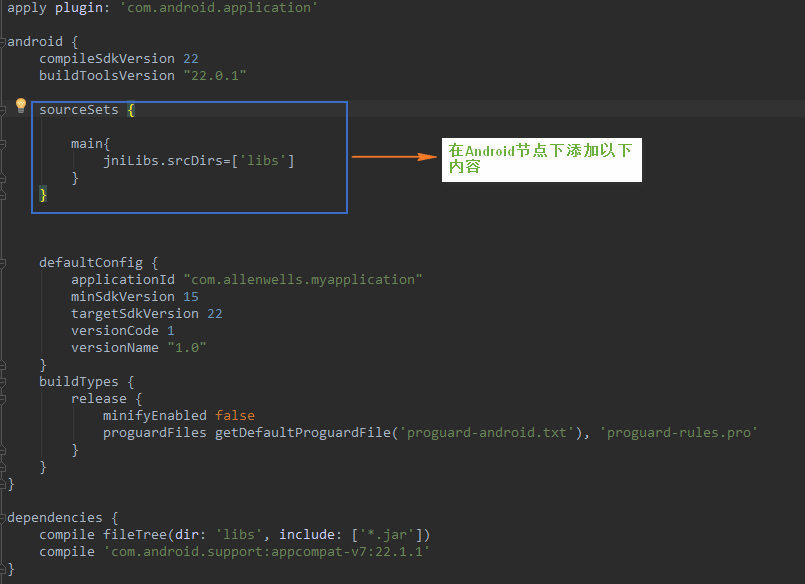 apply plugin: 'com.android.application'
android {
compileSdkVersion 22
buildToolsVersion "22.0.1"
sourceSets {
main{
jniLibs.srcDirs=['libs']
}
}
在Android节点下添加以下
内容
defaultConfig {
applicationId "com.allenwells.myapplication"
minSdkVersion 15
targetSdkVersion 22
versionCode 1
versionName "1.0"
}
buildTypes {
release {
minifyEnabled false
proguardFiles getDefaultProguardFile('proguard-android.txt'), 'proguard-rules.pro'
}
}
}
dependencies {
compile fileTree(dir: 'libs', include: ['*.jar'])
compile 'com.android.support:appcompat-v7:22.1.1'
}